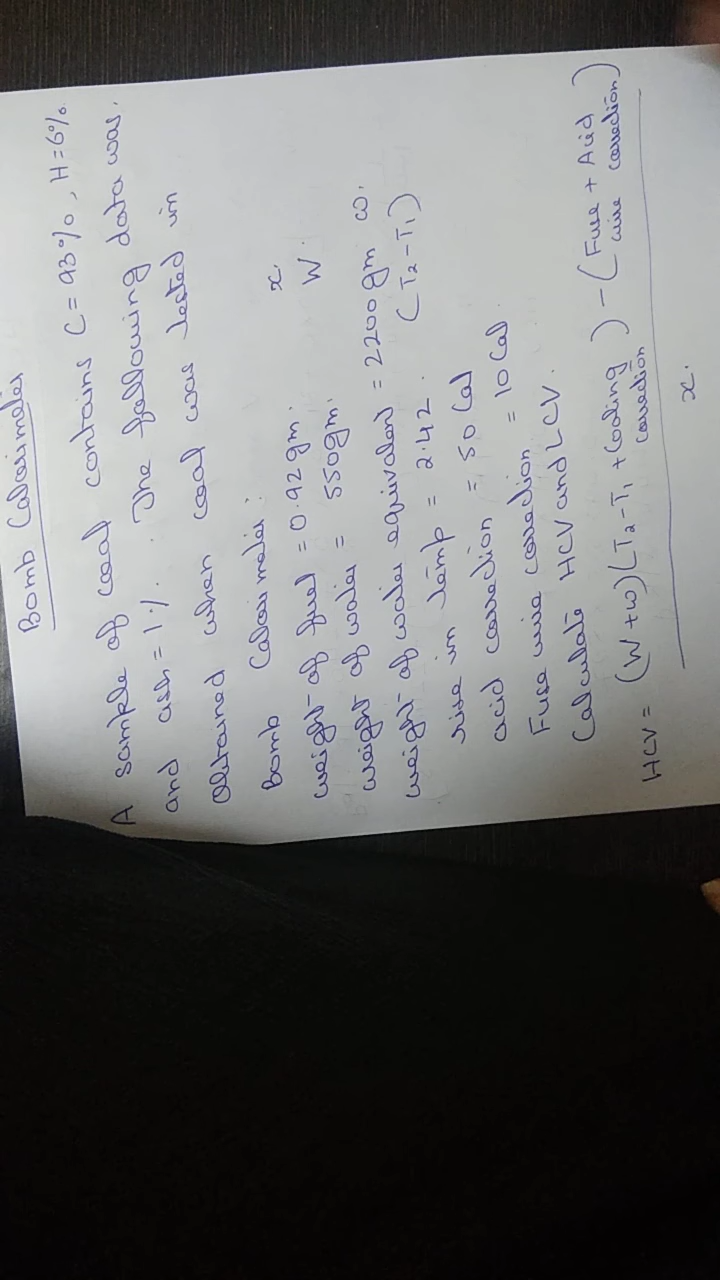 Bomb Calorimeter
A sample of coal contains C = 93%, H = 6%
and ash = 1%. The following data was
obtained when coal was tested in
Bomb Calorimeter:
weight of fuel = 0.92 gm. x.
weight of water = 550gm. W.
weight of water equivalent = 2200 gm w.
rise in temp = 2.42. (T2-T1)
acid correction = 50 Cal
Fuse wire correction = 10 Cal.
Calculate HCV and LCV.
HCV = (W+w)(T2-T1 + Cooling correction) - (Fuse wire + Acid correction)
x.